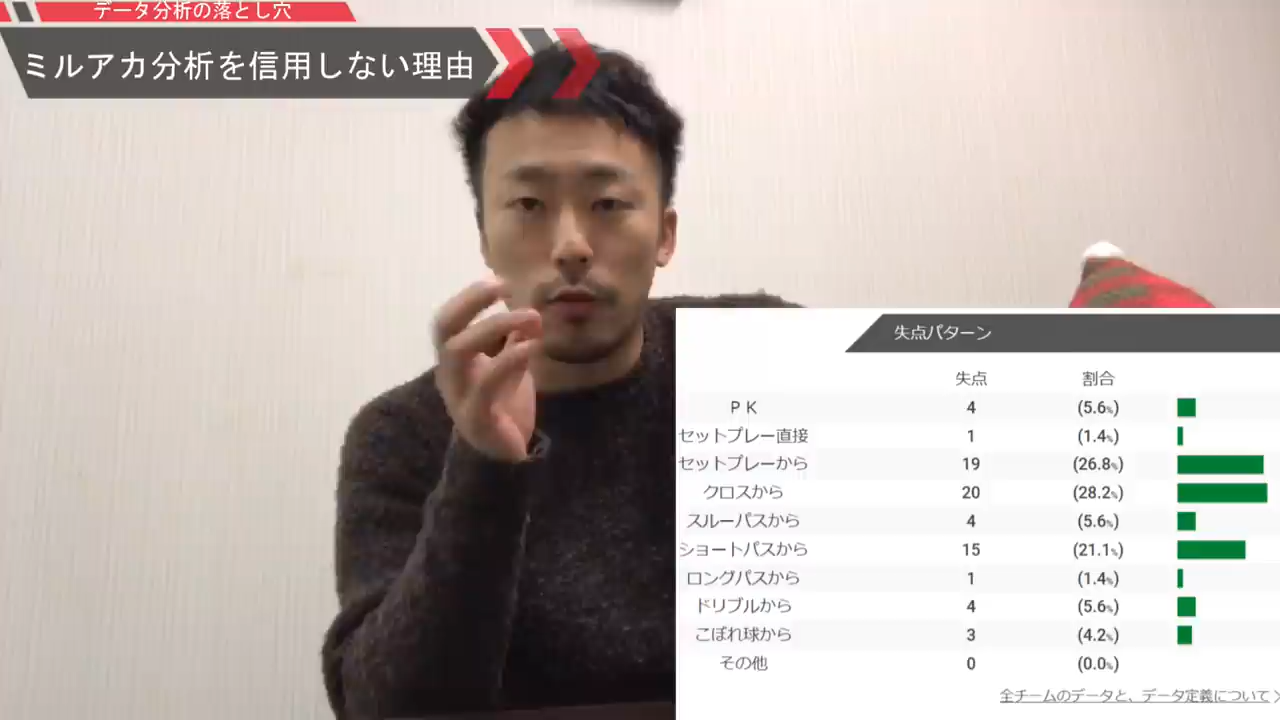 データ分析の落とし穴
ミルアカ分析を信用しない理由
失点パターン
失点 割合
PK 4 (5.6%)
セットプレー直接 1 (1.4%)
セットプレーから 19 (26.8%)
クロスから 20 (28.2%)
スルーパスから 4 (5.6%)
ショートパスから 15 (21.1%)
ロングパスから 1 (1.4%)
ドリブルから 4 (5.6%)
こぼれ球から 3 (4.2%)
その他 0 (0.0%)
全チームのデータと、データ定義について